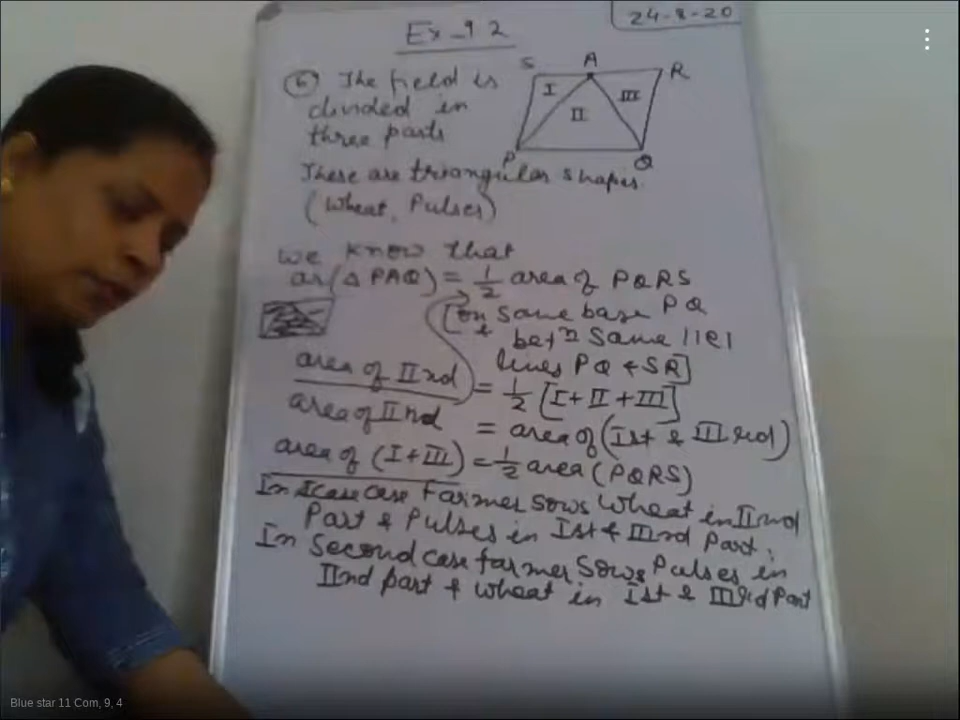 24-8-20
Ex-9.2
(6) The field is
divided in
three parts
S A R
I II III
P Q
These are triangular shapes.
(Wheat, Pulses)
We know that
ar(△ PAQ) = 1/2 area of PQRS
[on same base PQ
& betⁿ same ||el
lines PQ & SR]
area of IInd = 1/2 [I+II+III]
area of IInd = area of (Ist & IIIrd)
area of (I+III) = 1/2 area (PQRS)
In I case case Farmer sows wheat in IInd
Part & Pulses in Ist & IIIrd Part.
In Second case farmer Sows Pulses in
IInd part & wheat in Ist & IIIrd Part
Blue star 11 Com, 9, 4